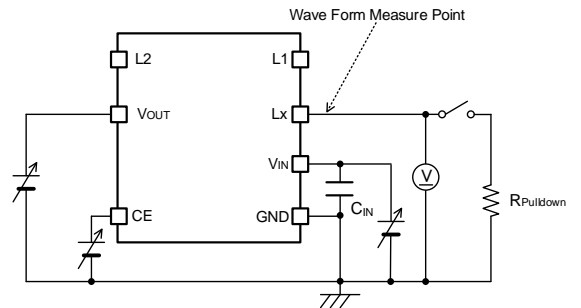 Wave Form Measure Point
L2
L1
VOUT
Lx
VIN
V
CIN
RPulldown
CE
GND